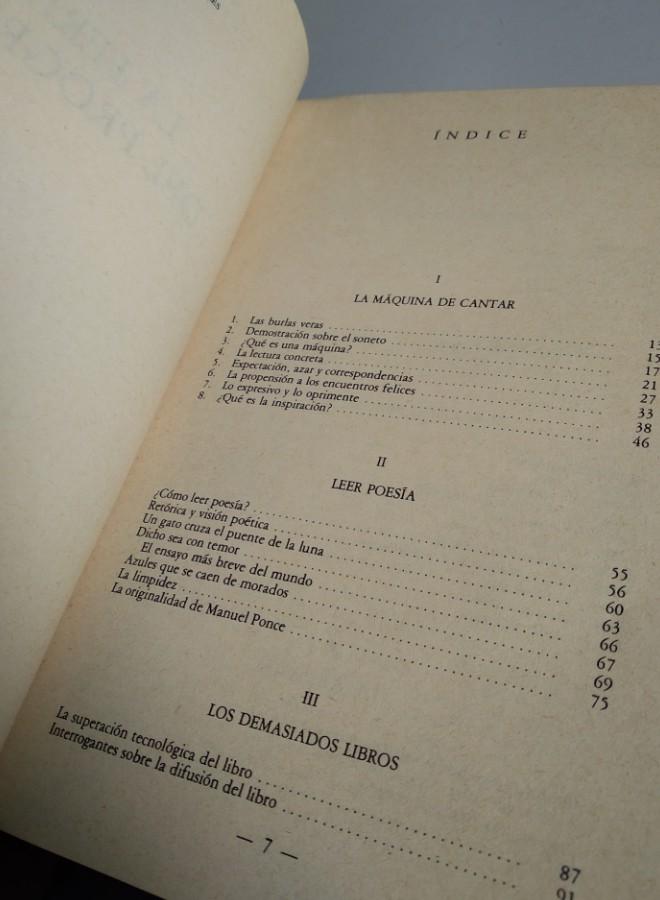 ÍNDICE
I
LA MÁQUINA DE CANTAR
1. Las burlas veras ........ 13
2. Demostración sobre el soneto ........ 15
3. ¿Qué es una máquina? ........ 17
4. La lectura concreta ........ 21
5. Expectación, azar y correspondencias ........ 27
6. La propensión a los encuentros felices ........ 33
7. Lo expresivo y lo oprimente ........ 38
8. ¿Qué es la inspiración? ........ 46
II
LEER POESÍA
¿Cómo leer poesía? ........ 55
Retórica y visión poética ........ 56
Un gato cruza el puente de la luna ........ 60
Dicho sea con temor ........ 63
El ensayo más breve del mundo ........ 66
Azules que se caen de morados ........ 67
La limpidez ........ 69
La originalidad de Manuel Ponce ........ 75
III
LOS DEMASIADOS LIBROS
La superación tecnológica del libro ........ 87
Interrogantes sobre la difusión del libro ........ 91
— 7 —